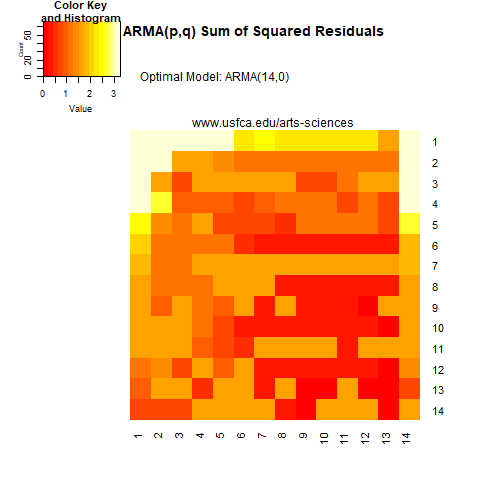 Color Key
and Histogram
Count
0 20 50
0 1 2 3
Value
ARMA(p,q) Sum of Squared Residuals
Optimal Model: ARMA(14,0)
www.usfca.edu/arts-sciences
1
2
3
4
5
6
7
8
9
10
11
12
13
14
1 2 3 4 5 6 7 8 9 10 11 12 13 14